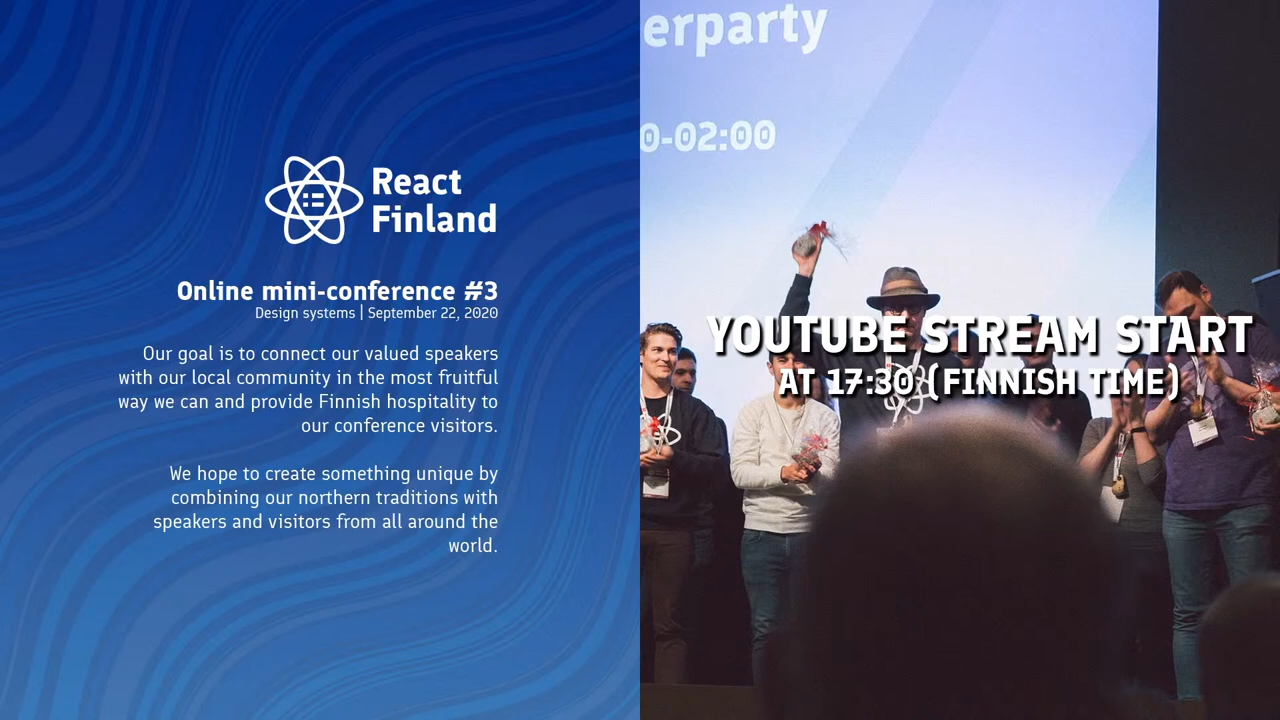 React
Finland
Online mini-conference #3
Design systems | September 22, 2020
Our goal is to connect our valued speakers
with our local community in the most fruitful
way we can and provide Finnish hospitality to
our conference visitors.
We hope to create something unique by
combining our northern traditions with
speakers and visitors from all around the
world.
erparty
0-02:00
YOUTUBE STREAM START
AT 17:30 (FINNISH TIME)